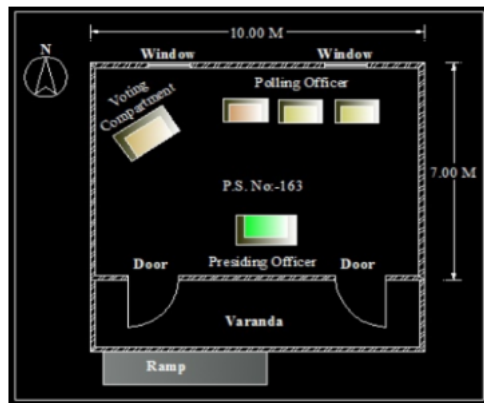 10.00 M
Window Window
N
Polling Officer
Voting
Compartment
P.S. No:-163
7.00 M
Door Presiding Officer Door
Varanda
Ramp